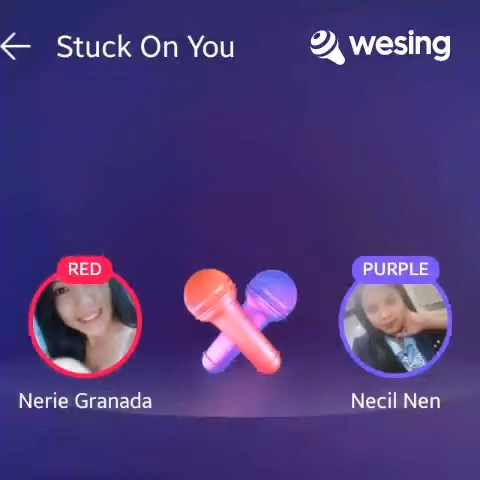 Stuck On You
wesing
RED
PURPLE
Nerie Granada
Necil Nen